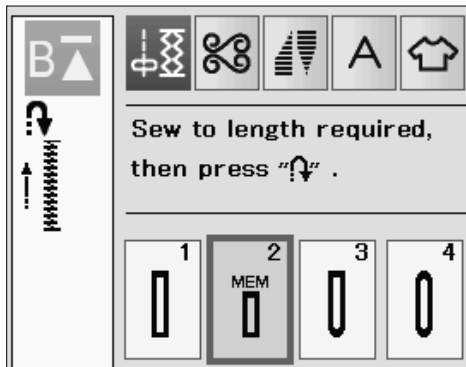 B
A
Sew to length required,
then press "↶" .
1 2 3 4
MEM